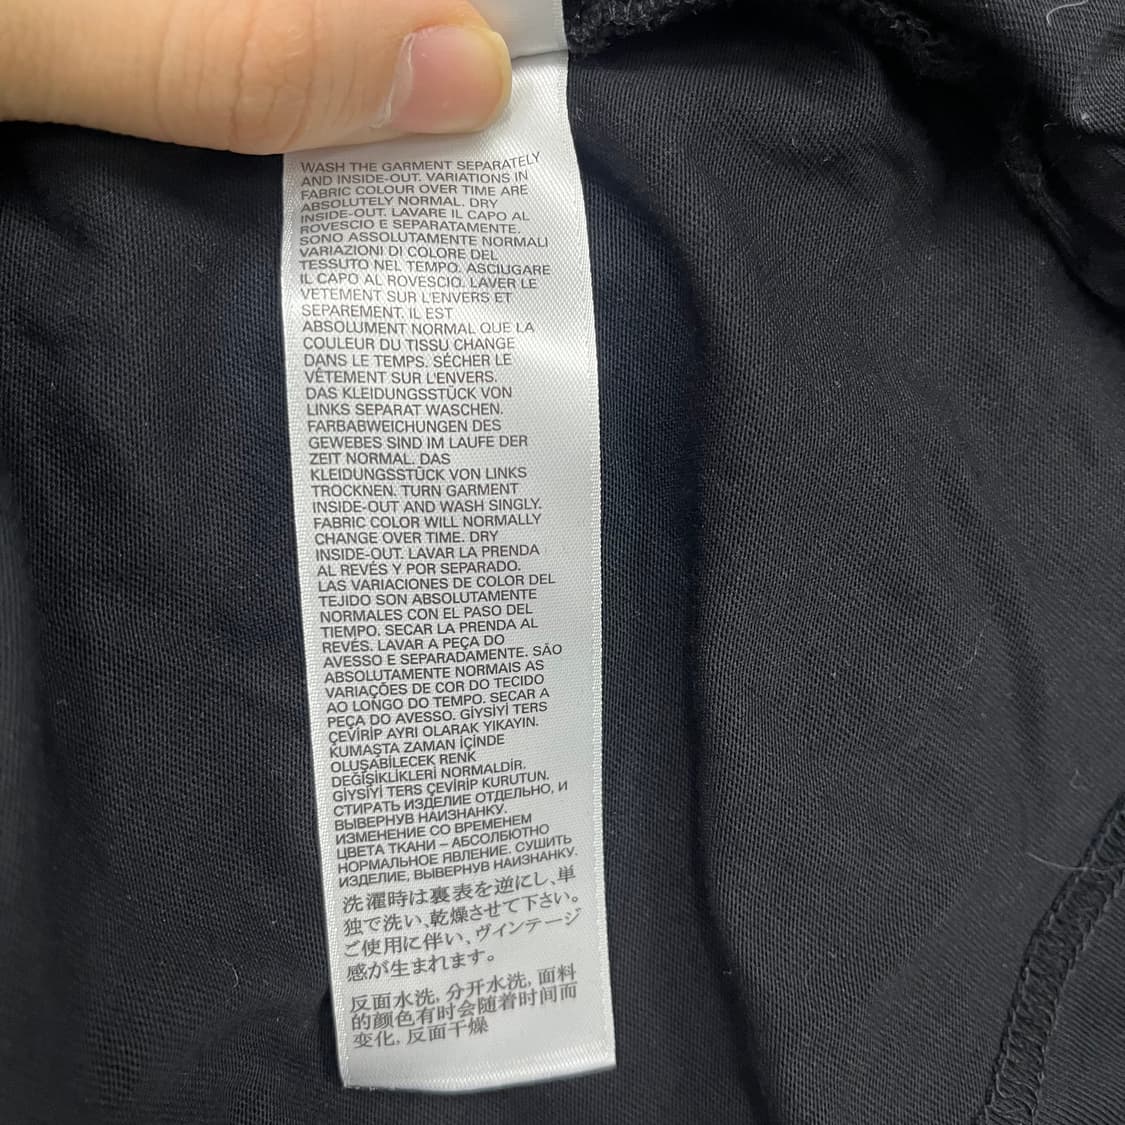 WASH THE GARMENT SEPARATELY
AND INSIDE-OUT. VARIATIONS IN
FABRIC COLOUR OVER TIME ARE
ABSOLUTELY NORMAL. DRY
INSIDE-OUT. LAVARE IL CAPO AL
ROVESCIO E SEPARATAMENTE.
SONO ASSOLUTAMENTE NORMALI
VARIAZIONI DI COLORE DEL
TESSUTO NEL TEMPO. ASCIUGARE
IL CAPO AL ROVESCIO. LAVER LE
VETEMENT SUR L'ENVERS ET
SEPAREMENT. IL EST
ABSOLUMENT NORMAL QUE LA
COULEUR DU TISSU CHANGE
DANS LE TEMPS. SÉCHER LE
VÊTEMENT SUR L'ENVERS.
DAS KLEIDUNGSSTÜCK VON
LINKS SEPARAT WASCHEN.
FARBABWEICHUNGEN DES
GEWEBES SIND IM LAUFE DER
ZEIT NORMAL. DAS
KLEIDUNGSSTÜCK VON LINKS
TROCKNEN. TURN GARMENT
INSIDE-OUT AND WASH SINGLY.
FABRIC COLOR WILL NORMALLY
CHANGE OVER TIME. DRY
INSIDE-OUT. LAVAR LA PRENDA
AL REVÉS Y POR SEPARADO.
LAS VARIACIONES DE COLOR DEL
TEJIDO SON ABSOLUTAMENTE
NORMALES CON EL PASO DEL
TIEMPO. SECAR LA PRENDA AL
REVÉS. LAVAR A PEÇA DO
AVESSO E SEPARADAMENTE. SÃO
ABSOLUTAMENTE NORMAIS AS
VARIAÇÕES DE COR DO TECIDO
AO LONGO DO TEMPO. SECAR A
PEÇA DO AVESSO. GİYSİYİ TERS
ÇEVİRİP AYRI OLARAK YIKAYIN.
KUMAŞTA ZAMAN İÇİNDE
OLUŞABİLECEK RENK
DEĞİŞİKLİKLERİ NORMALDİR.
GİYSİYİ TERS ÇEVİRİP KURUTUN.
СТИРАТЬ ИЗДЕЛИЕ ОТДЕЛЬНО, И
ВЫВЕРНУВ НАИЗНАНКУ.
ИЗМЕНЕНИЕ СО ВРЕМЕНЕМ
ЦВЕТА ТКАНИ – АБСОЛЮТНО
НОРМАЛЬНОЕ ЯВЛЕНИЕ. СУШИТЬ
ИЗДЕЛИЕ, ВЫВЕРНУВ НАИЗНАНКУ.
洗濯時は裏表を逆にし、単
独で洗い、乾燥させて下さい。
ご使用に伴い、ヴィンテージ
感が生まれます。
反面水洗, 分开水洗, 面料
的颜色有时会随着时间而
变化, 反面干燥